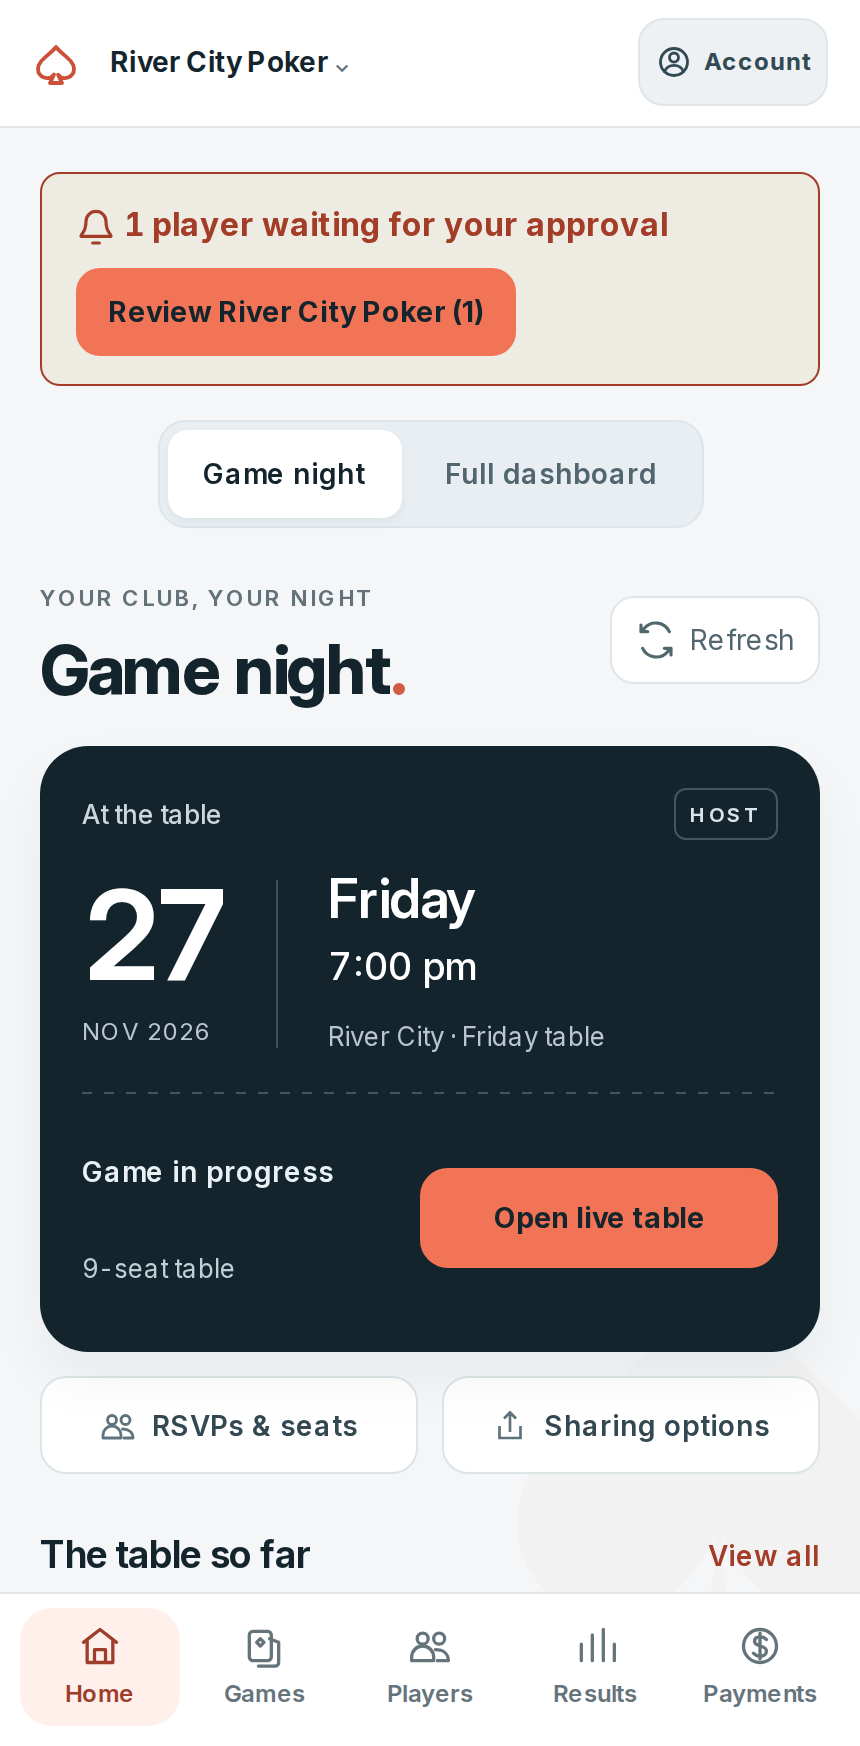 River City Poker
Account
1 player waiting for your approval
Review River City Poker (1)
Game night
Full dashboard
YOUR CLUB, YOUR NIGHT
Game night.
Refresh
At the table
HOST
27
NOV 2026
Friday
7:00 pm
River City · Friday table
Game in progress
9-seat table
Open live table
RSVPs & seats
Sharing options
The table so far
View all
Home
Games
Players
Results
Payments